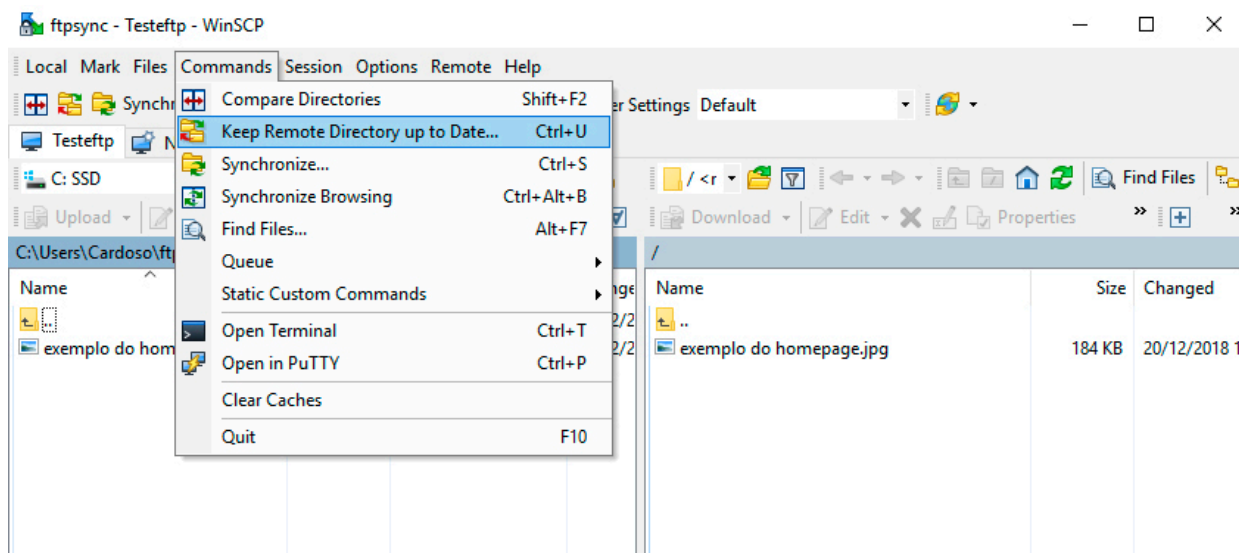 ftpsync - Testeftp - WinSCP
Local Mark Files Commands Session Options Remote Help
Compare Directories Shift+F2
Settings Default
Keep Remote Directory up to Date... Ctrl+U
Testeftp
Synchronize... Ctrl+S
C: SSD
/ <r
Find Files
Synchronize Browsing Ctrl+Alt+B
Upload
Download Edit Properties
Find Files... Alt+F7
C:\Users\Cardoso\ftp
/
Queue
Static Custom Commands
Name
Name Size Changed
..
..
Open Terminal Ctrl+T
exemplo do hom
exemplo do homepage.jpg 184 KB 20/12/2018 1
Open in PuTTY Ctrl+P
Clear Caches
Quit F10